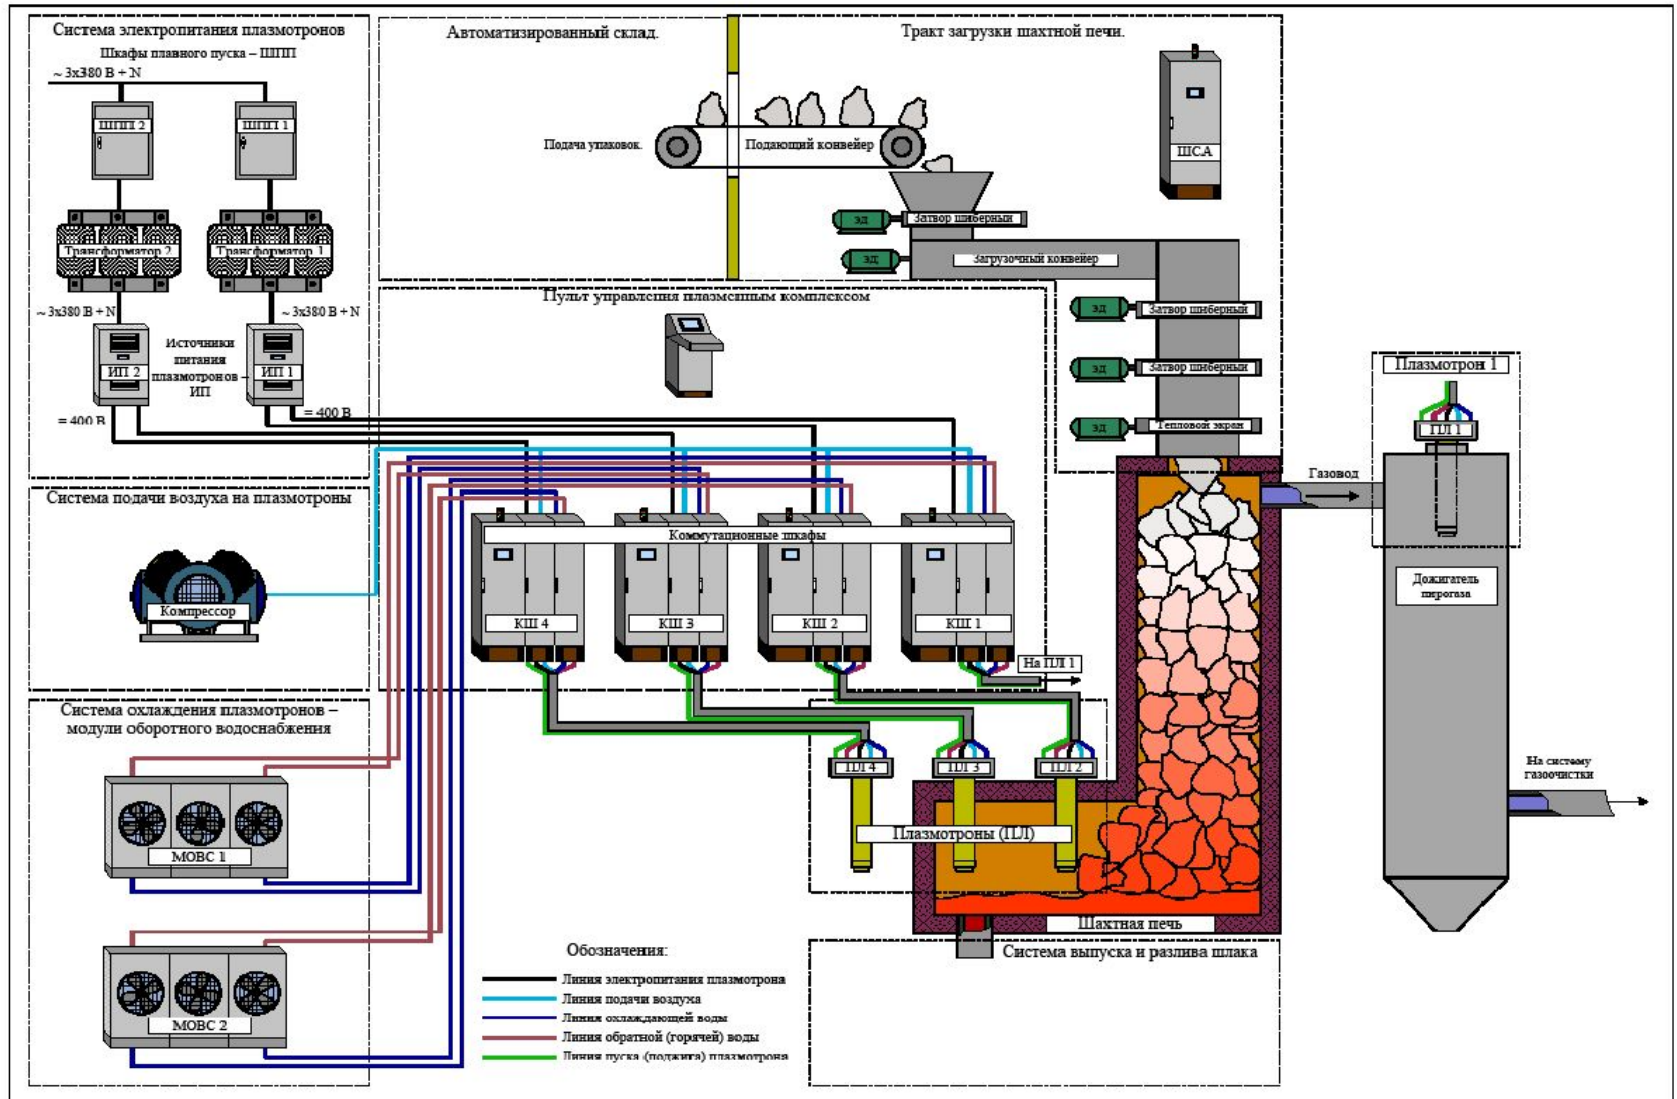 Система электропитания плазмотронов
Шкафы плавного пуска – ШПП
~ 3x380 В + N
ШПП 2
ШПП 1
Трансформатор 2
Трансформатор 1
~ 3x380 В + N
~ 3x380 В + N
Источники
питания
плазмотронов –
ИП
ИП 2
ИП 1
= 400 В
= 400 В
Автоматизированный склад.
Тракт загрузки шахтной печи.
Подача упаковок.
Подающий конвейер
ШСА
эд
Затвор шиберный
эд
Загрузочный конвейер
эд
Затвор шиберный
эд
Затвор шиберный
эд
Тепловой экран
Пульт управления плазменным комплексом
Коммутационные шкафы
КШ 4
КШ 3
КШ 2
КШ 1
На ПЛ 1
Система подачи воздуха на плазмотроны
Компрессор
Система охлаждения плазмотронов –
модули оборотного водоснабжения
МОВС 1
МОВС 2
ПЛ 4
ПЛ 3
ПЛ 2
Плазмотроны (ПЛ)
Шахтная печь
Система выпуска и разлива шлака
Газовод
Плазмотрон 1
ПЛ 1
Дожигатель
пирогаза
На систему
газоочистки
Обозначения:
Линия электропитания плазмотрона
Линия подачи воздуха
Линия охлаждающей воды
Линия обратной (горячей) воды
Линия пуска (поджига) плазмотрона